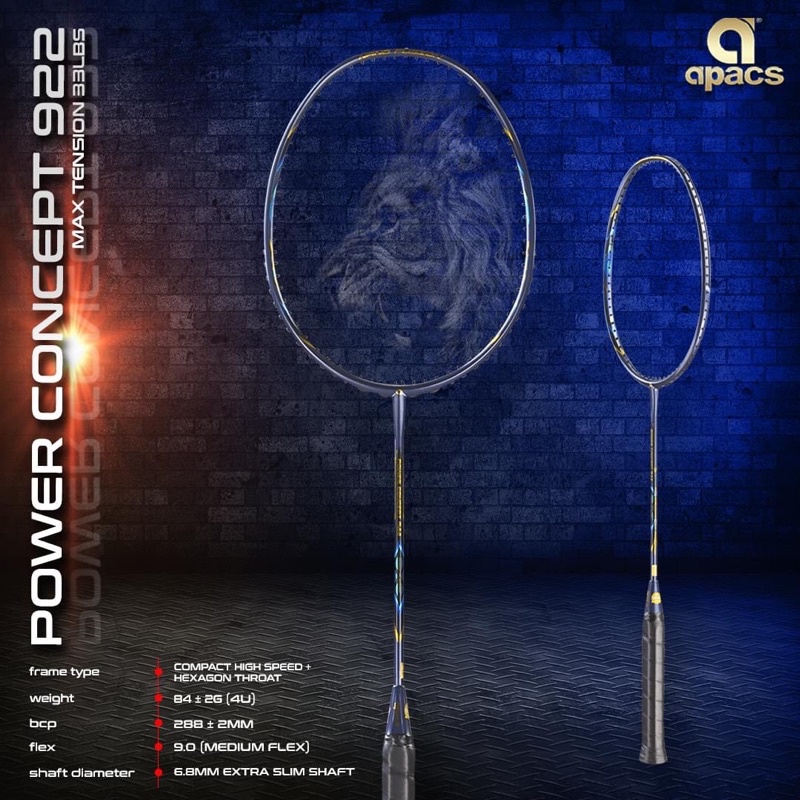 apacs
POWER CONCEPT 922
MAX TENSION 33LBS
frame type
COMPACT HIGH SPEED +
HEXAGON THROAT
weight
84 ± 2G (4U)
bcp
288 ± 2MM
flex
9.0 (MEDIUM FLEX)
shaft diameter
6.8MM EXTRA SLIM SHAFT